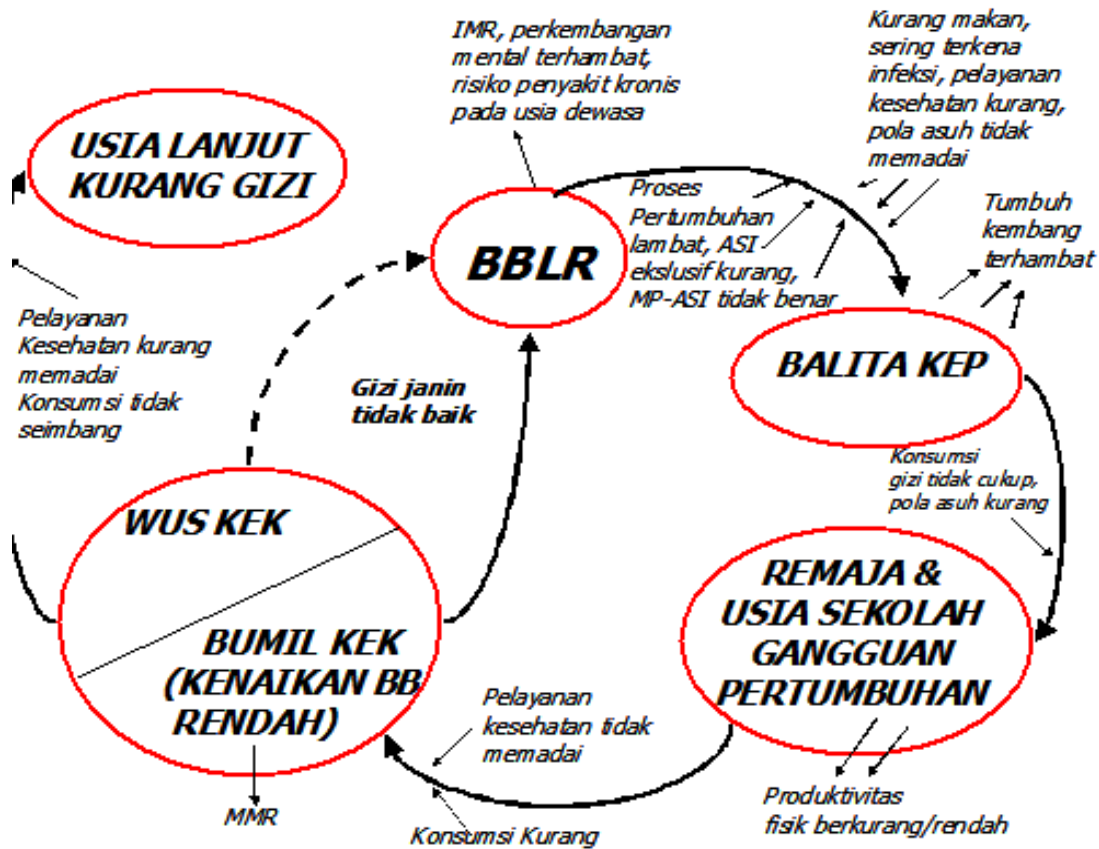 IMR, perkembangan
mental terhambat,
risiko penyakit kronis
pada usia dewasa
Kurang makan,
sering terkena
infeksi, pelayanan
kesehatan kurang,
pola asuh tidak
memadai
USIA LANJUT
KURANG GIZI
BBLR
Proses
Pertumbuhan
lambat, ASI
ekslusif kurang,
MP-ASI tidak benar
Tumbuh
kembang
terhambat
Pelayanan
Kesehatan kurang
memadai
Konsumsi tidak
seimbang
Gizi janin
tidak baik
BALITA KEP
Konsumsi
gizi tidak cukup,
pola asuh kurang
WUS KEK
BUMIL KEK
(KENAIKAN BB
RENDAH)
REMAJA &
USIA SEKOLAH
GANGGUAN
PERTUMBUHAN
Pelayanan
kesehatan tidak
memadai
MMR
Konsumsi Kurang
Produktivitas
fisik berkurang/rendah